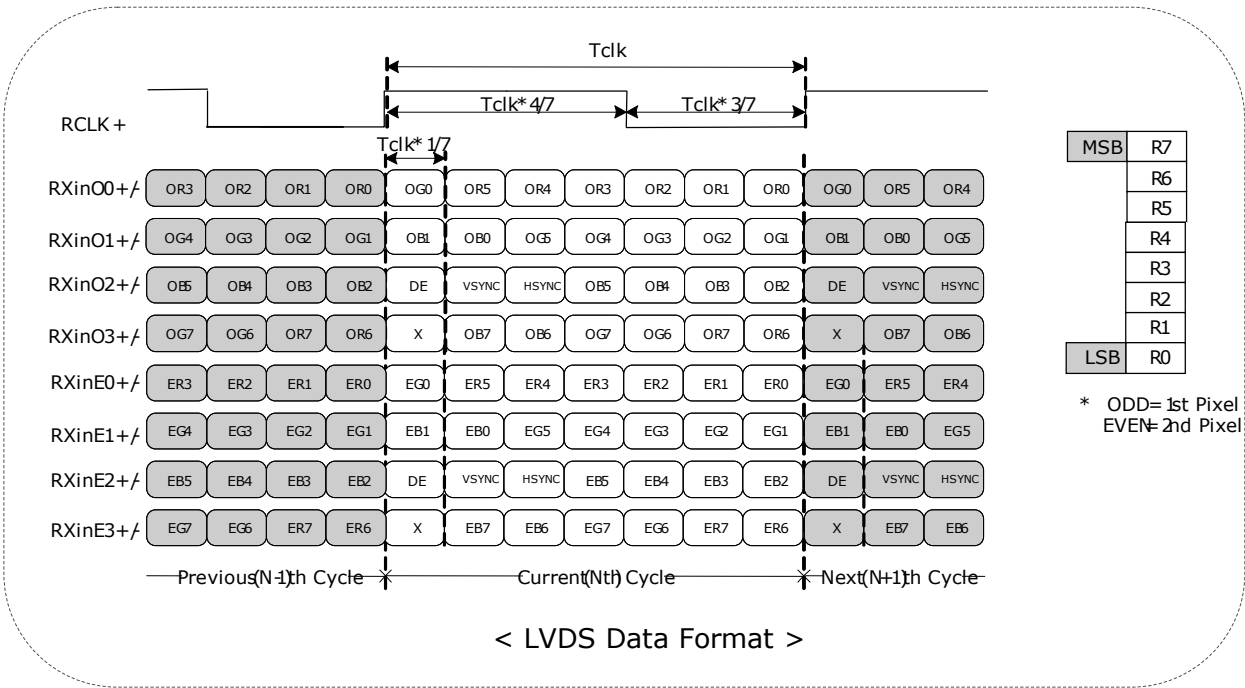 Tclk
Tclk*4/7 Tclk*3/7
RCLK+
Tclk*1/7
MSB R7
R6
R5
R4
R3
R2
R1
LSB R0
RXinO0+/- OR3 OR2 OR1 OR0 OG0 OR5 OR4 OR3 OR2 OR1 OR0 OG0 OR5 OR4
RXinO1+/- OG4 OG3 OG2 OG1 OB1 OB0 OG5 OG4 OG3 OG2 OG1 OB1 OB0 OG5
RXinO2+/- OB5 OB4 OB3 OB2 DE VSYNC HSYNC OB5 OB4 OB3 OB2 DE VSYNC HSYNC
RXinO3+/- OG7 OG6 OR7 OR6 X OB7 OB6 OG7 OG6 OR7 OR6 X OB7 OB6
RXinE0+/- ER3 ER2 ER1 ER0 EG0 ER5 ER4 ER3 ER2 ER1 ER0 EG0 ER5 ER4
RXinE1+/- EG4 EG3 EG2 EG1 EB1 EB0 EG5 EG4 EG3 EG2 EG1 EB1 EB0 EG5
RXinE2+/- EB5 EB4 EB3 EB2 DE VSYNC HSYNC EB5 EB4 EB3 EB2 DE VSYNC HSYNC
RXinE3+/- EG7 EG6 ER7 ER6 X EB7 EB6 EG7 EG6 ER7 ER6 X EB7 EB6
* ODD=1st Pixel
EVEN=2nd Pixel
Previous(N-1)th Cycle Current(Nth) Cycle Next(N+1)th Cycle
< LVDS Data Format >